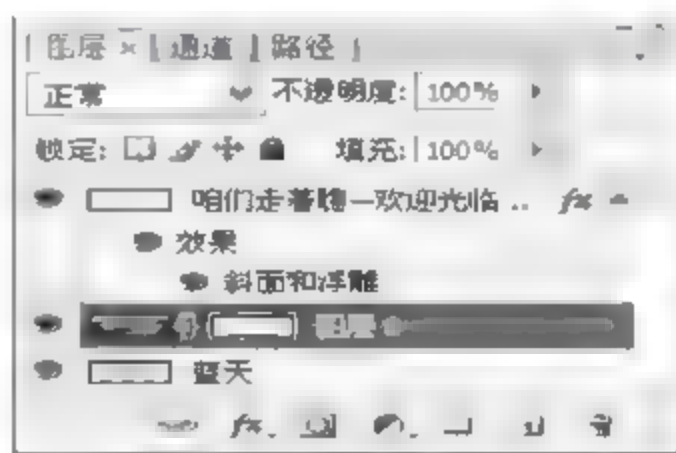 图层 × 通道 路径
正常 不透明度: 100%
锁定: 填充: 100%
咱们走着瞧—欢迎光临 .. fx
效果
斜面和浮雕
图层
蓝天
fx.